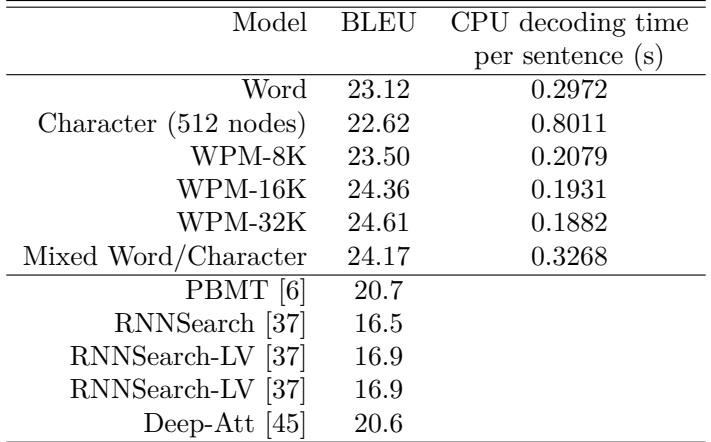 Model BLEU CPU decoding time
per sentence (s)
Word 23.12 0.2972
Character (512 nodes) 22.62 0.8011
WPM-8K 23.50 0.2079
WPM-16K 24.36 0.1931
WPM-32K 24.61 0.1882
Mixed Word/Character 24.17 0.3268
PBMT [6] 20.7
RNNSearch [37] 16.5
RNNSearch-LV [37] 16.9
RNNSearch-LV [37] 16.9
Deep-Att [45] 20.6